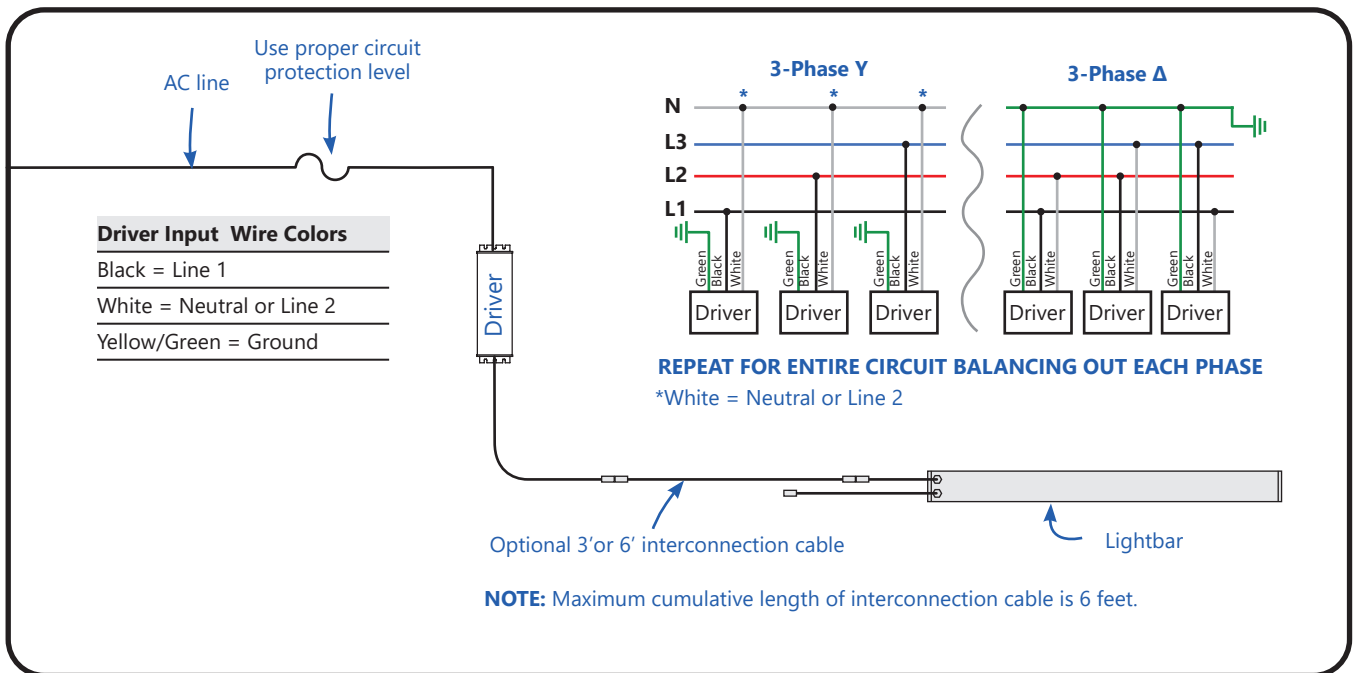 AC line
Use proper circuit
protection level
Driver Input  Wire Colors
Black = Line 1
White = Neutral or Line 2
Yellow/Green = Ground
Driver
3-Phase Y
3-Phase Δ
* * *
N
L3
L2
L1
Green Black White
Green Black White
Green Black White
Green Black White
Green Black White
Green Black White
Driver Driver Driver Driver Driver Driver
REPEAT FOR ENTIRE CIRCUIT BALANCING OUT EACH PHASE
*White = Neutral or Line 2
Optional 3’or 6’ interconnection cable
Lightbar
NOTE: Maximum cumulative length of interconnection cable is 6 feet.